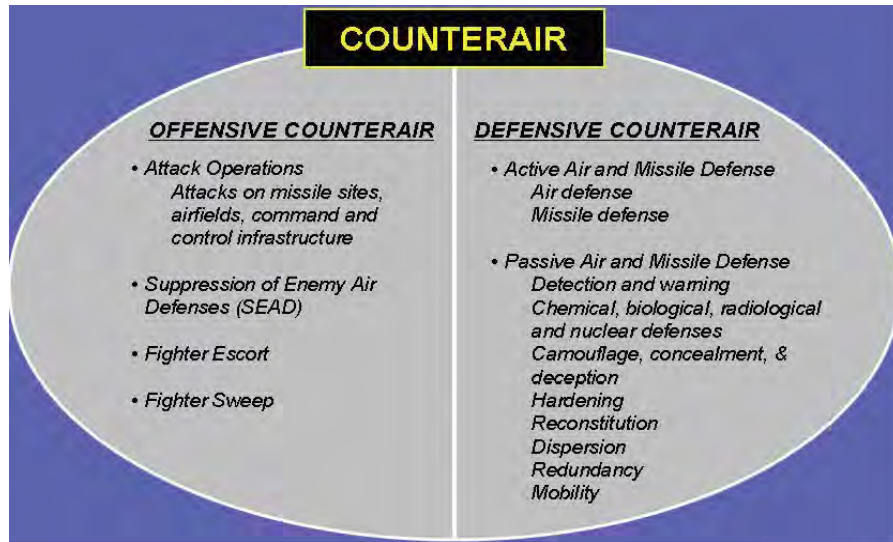 COUNTERAIR
OFFENSIVE COUNTERAIR
• Attack Operations
Attacks on missile sites,
airfields, command and
control infrastructure
• Suppression of Enemy Air
Defenses (SEAD)
• Fighter Escort
• Fighter Sweep
DEFENSIVE COUNTERAIR
• Active Air and Missile Defense
Air defense
Missile defense
• Passive Air and Missile Defense
Detection and warning
Chemical, biological, radiological
and nuclear defenses
Camouflage, concealment, &
deception
Hardening
Reconstitution
Dispersion
Redundancy
Mobility